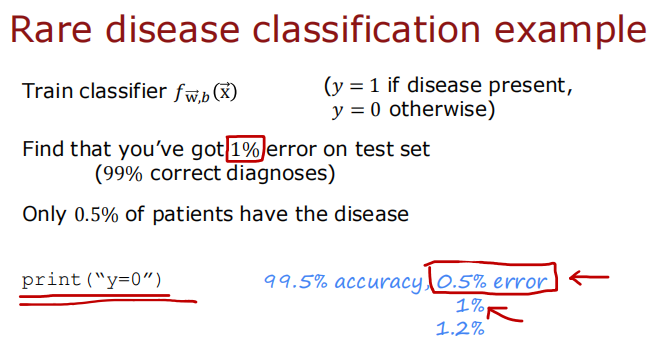 Rare disease classification example
Train classifier f_{\vec{w},b}(\vec{x}) (y = 1 if disease present,
y = 0 otherwise)
Find that you've got 1% error on test set
(99% correct diagnoses)
Only 0.5% of patients have the disease
print("y=0") 99.5% accuracy, 0.5% error
1%
1.2%